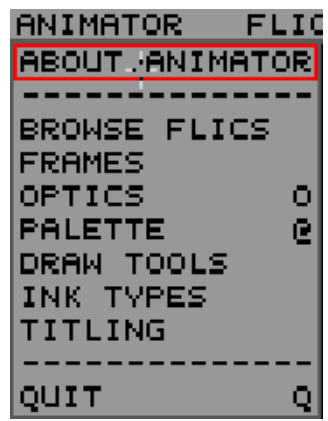 ANIMATOR FLIC
ABOUT ANIMATOR
BROWSE FLICS
FRAMES
OPTICS O
PALETTE @
DRAW TOOLS
INK TYPES
TITLING
QUIT Q